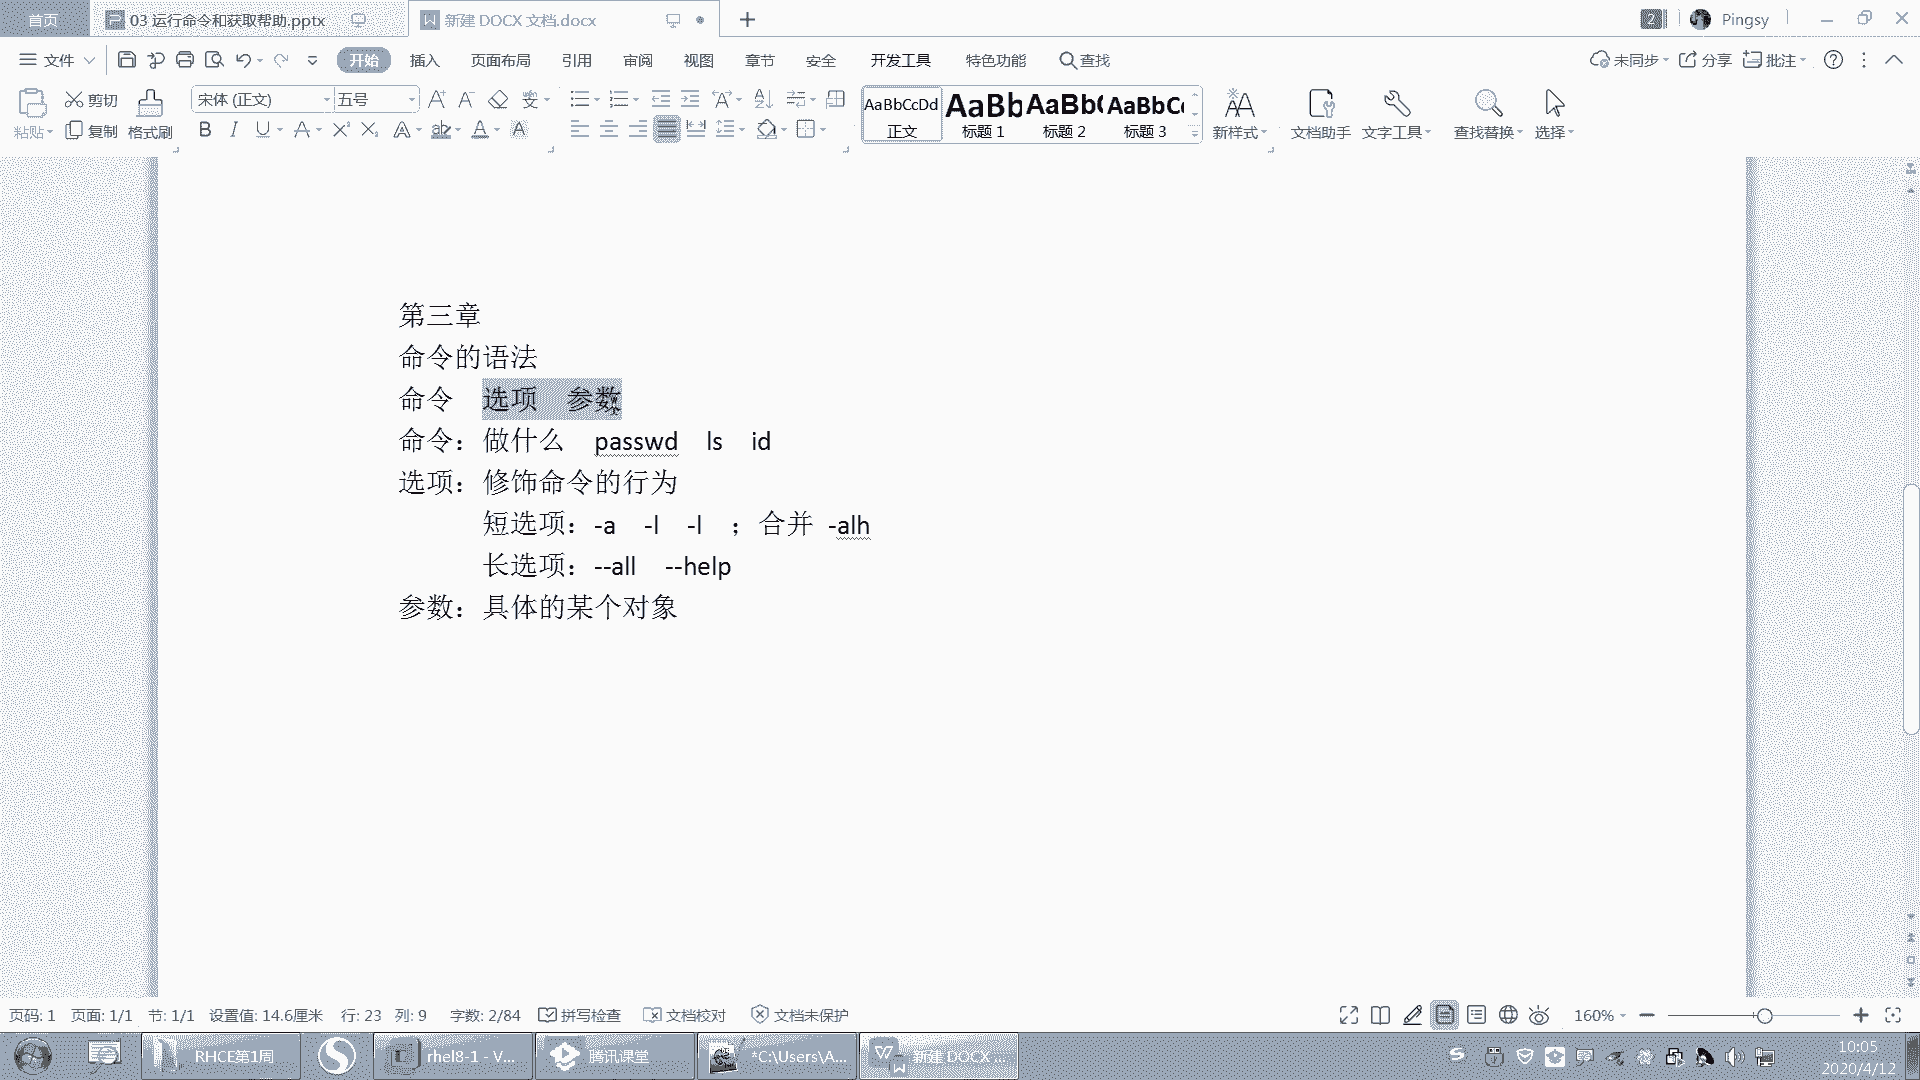 首页
03 运行命令和获取帮助.pptx
新建 DOCX 文档.docx
2
Pingsy
文件
开始
插入
页面布局
引用
审阅
视图
章节
安全
开发工具
特色功能
查找
未同步
分享
批注
粘贴
剪切
复制
格式刷
宋体 (正文)
五号
AaBbCcDd
正文
AaBb
标题 1
AaBb(
标题 2
AaBbC
标题 3
新样式
文档助手
文字工具
查找替换
选择
第三章
命令的语法
命令 选项 参数
命令：做什么 passwd ls id
选项：修饰命令的行为
短选项：-a -l -l ；合并 -alh
长选项：--all --help
参数：具体的某个对象
页码: 1 页面: 1/1 节: 1/1 设置值: 14.6厘米 行: 23 列: 9 字数: 2/84 拼写检查 文档校对 文档未保护
160%
RHCE第1周
rhel8-1 - V...
腾讯课堂
*C:\Users\A...
新建 DOCX ...
10:05
2020/4/12